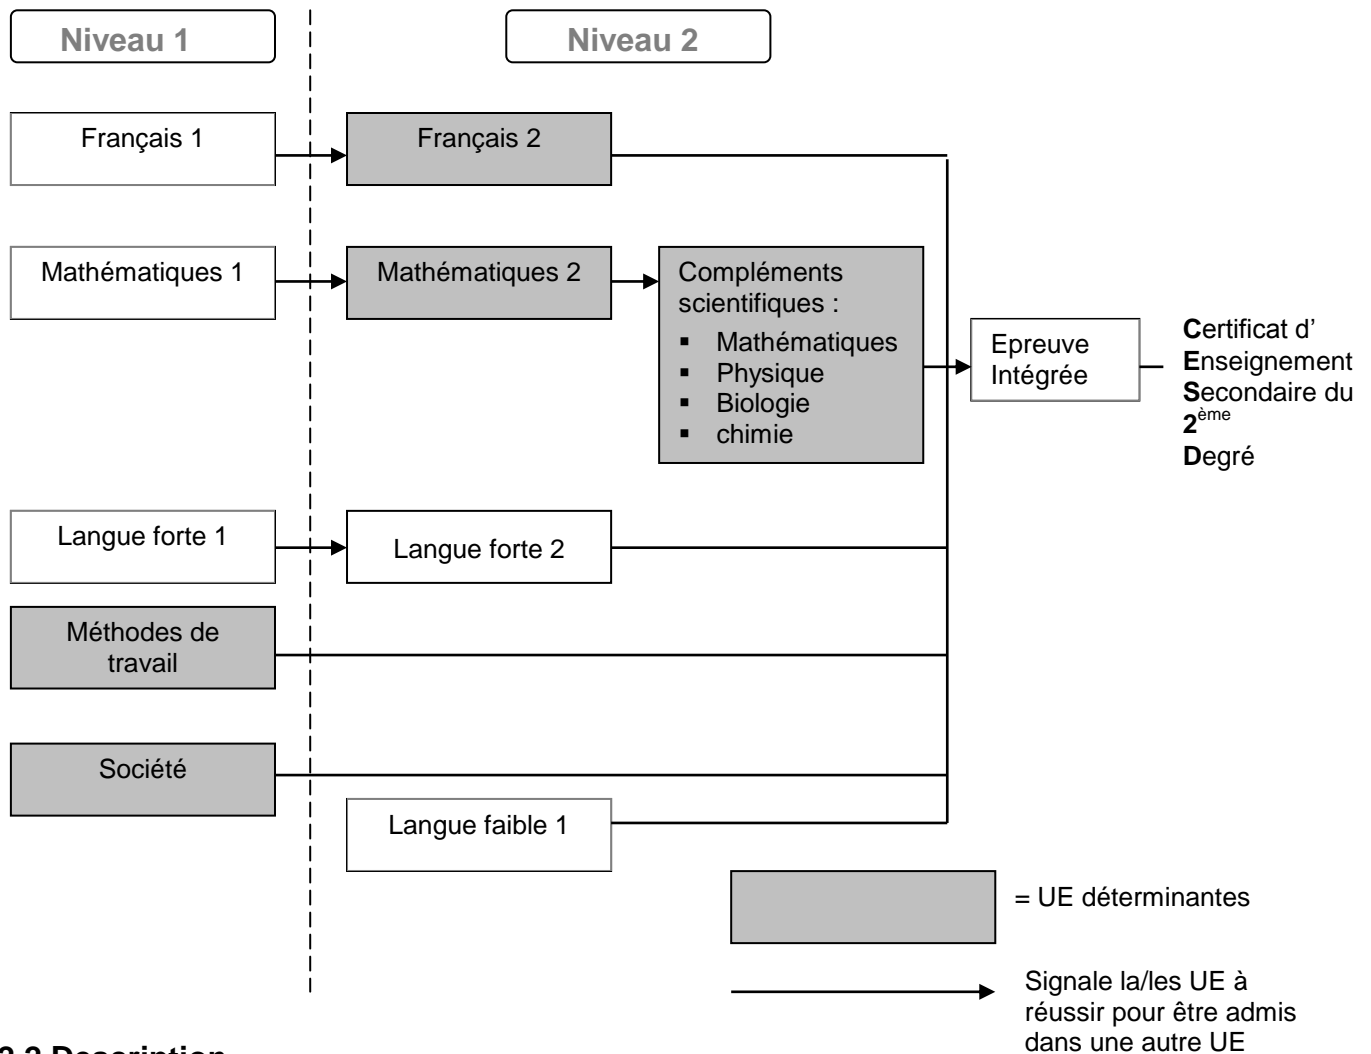 Niveau 1
Niveau 2
Français 1
Français 2
Mathématiques 1
Mathématiques 2
Compléments
scientifiques :
▪ Mathématiques
▪ Physique
▪ Biologie
▪ chimie
Epreuve
Intégrée
Certificat d’
Enseignement
Secondaire du
2ème
Degré
Langue forte 1
Langue forte 2
Méthodes de
travail
Société
Langue faible 1
= UE déterminantes
Signale la/les UE à
réussir pour être admis
dans une autre UE
2.2 Description